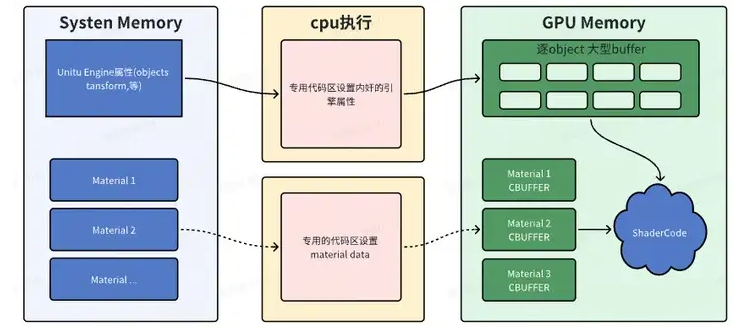 Systen Memory
cpu执行
GPU Memory
Unitu Engine属性(objects
tansform,等)
专用代码区设置内好的引
擎属性
逐object 大型buffer
Material 1
Material 2
Material ...
专用的代码区设置
material data
Material 1
CBUFFER
Material 2
CBUFFER
Material 3
CBUFFER
ShaderCode